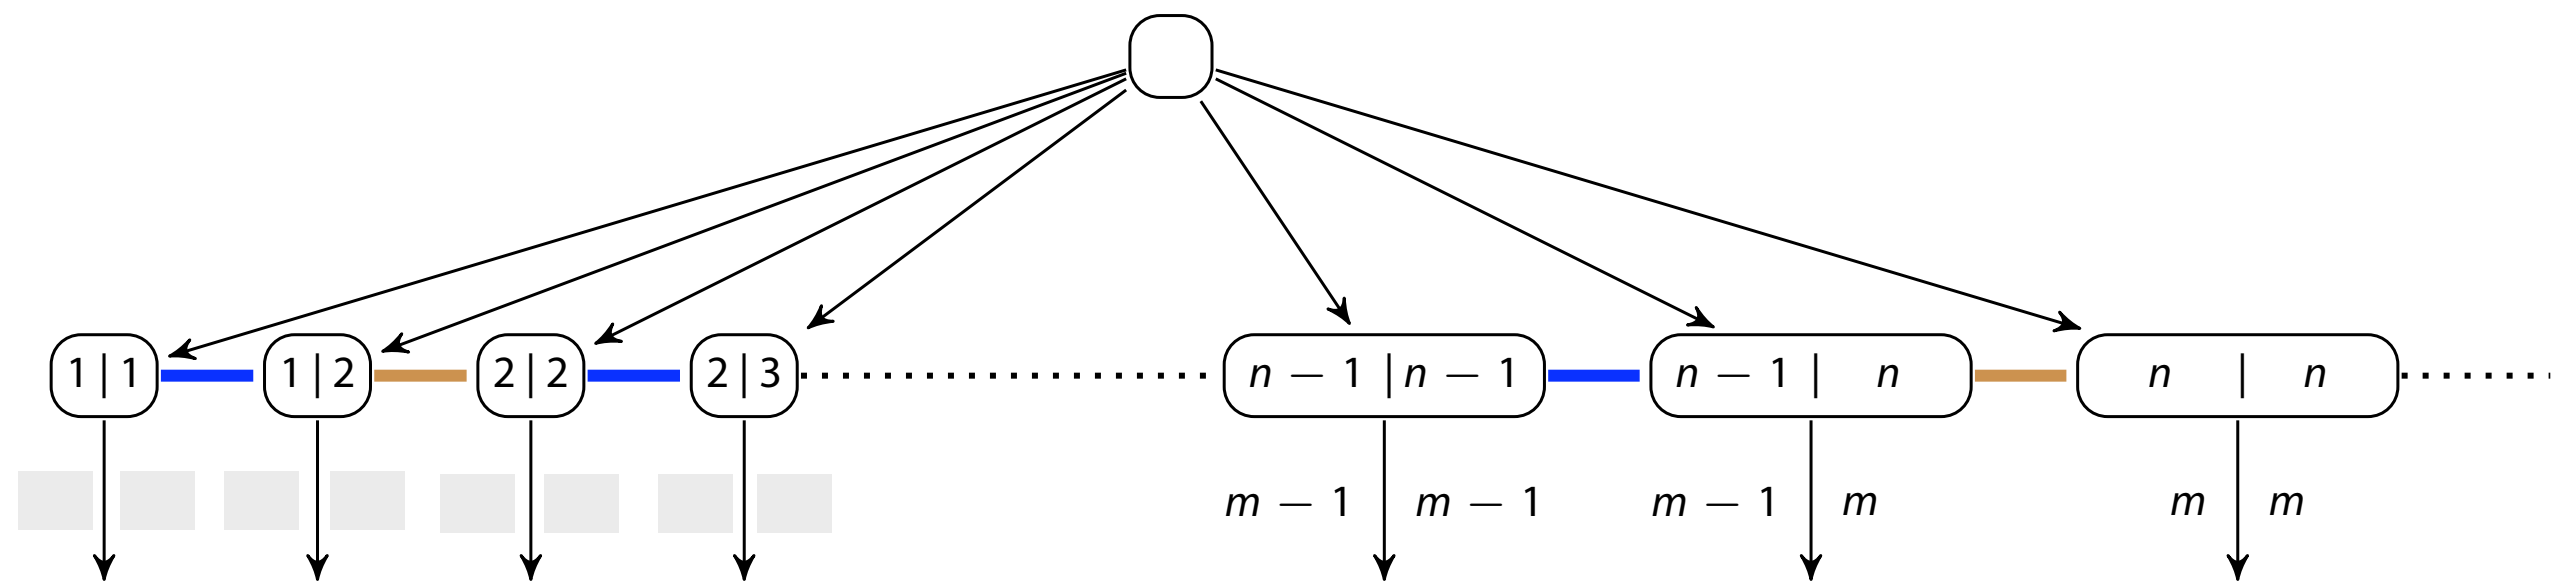 1 | 1 1 | 2 2 | 2 2 | 3 n − 1 | n − 1 n − 1 | n n | n
m − 1 m − 1 m − 1 m m m